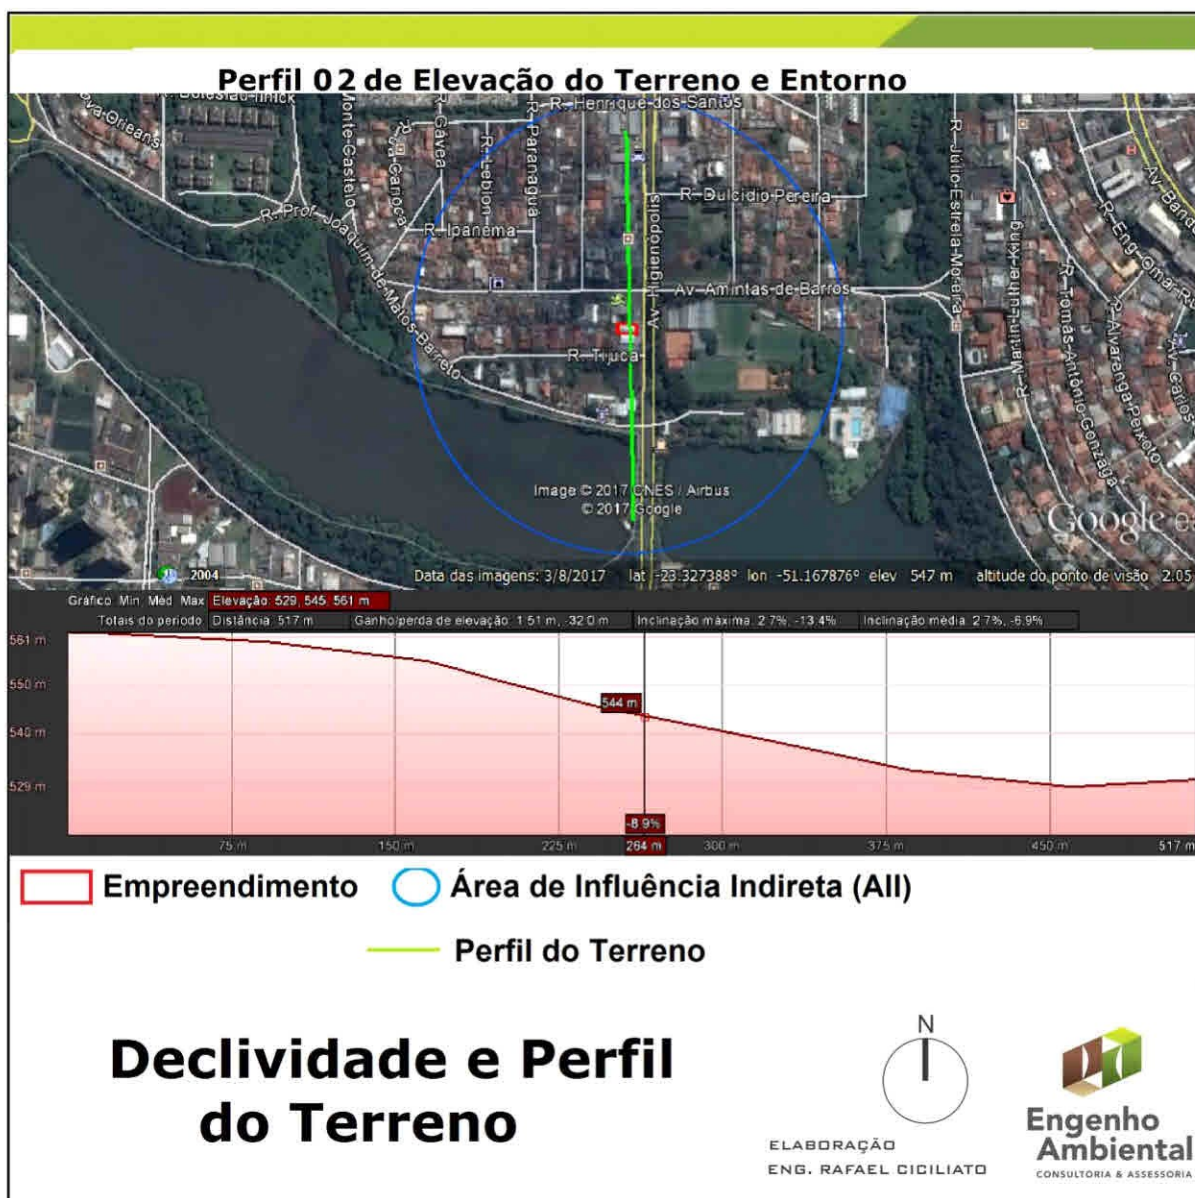 Perfil 02 de Elevação do Terreno e Entorno
R. Henrique dos Santos
Monte-Castelo
R. Gávea
R. Leblon
R. Paranaguá
R. Prof. Joaquim de Matos Barreto
R. Ipanema
R. Dulcídio Pereira
Av. Higienópolis
Av. Amintas de Barros
R. Tijuca
R. Júlio Estrela Moreira
R. Martin Luther King
R. Tomás Antônio Gonzaga
R. Alvarenga Peixoto
Image © 2017 CNES / Airbus
© 2017 Google
Google
2004
Data das imagens: 3/8/2017 lat -23.327388° lon -51.167876° elev 547 m altitude do ponto de visão 2.05
Gráfico: Min, Méd, Max Elevação: 529, 545, 561 m
Totais do período Distância: 517 m Ganho/perda de elevação: 1.51 m, -32.0 m Inclinação máxima: 2.7%, -13.4% Inclinação média: 2.7%, -6.9%
561 m
550 m
544 m
540 m
529 m
-8.9%
75 m 150 m 225 m 264 m 300 m 375 m 450 m 517 m
Empreendimento Área de Influência Indireta (AII)
Perfil do Terreno
Declividade e Perfil
do Terreno
N
ELABORAÇÃO
ENG. RAFAEL CICILIATO
Engenho
Ambiental
CONSULTORIA & ASSESSORIA